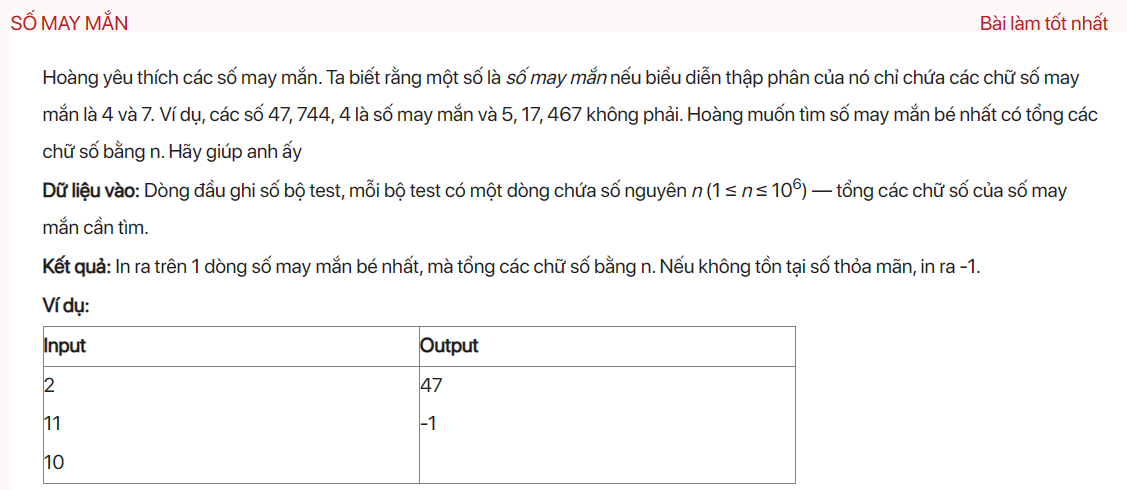 SỐ MAY MẮN
Bài làm tốt nhất
Hoàng yêu thích các số may mắn. Ta biết rằng một số là số may mắn nếu biểu diễn thập phân của nó chỉ chứa các chữ số may
mắn là 4 và 7. Ví dụ, các số 47, 744, 4 là số may mắn và 5, 17, 467 không phải. Hoàng muốn tìm số may mắn bé nhất có tổng các
chữ số bằng n. Hãy giúp anh ấy
Dữ liệu vào: Dòng đầu ghi số bộ test, mỗi bộ test có một dòng chứa số nguyên n (1 ≤ n ≤ 10⁶) — tổng các chữ số của số may
mắn cần tìm.
Kết quả: In ra trên 1 dòng số may mắn bé nhất, mà tổng các chữ số bằng n. Nếu không tồn tại số thỏa mãn, in ra -1.
Ví dụ:
Input Output
2 47
11 -1
10